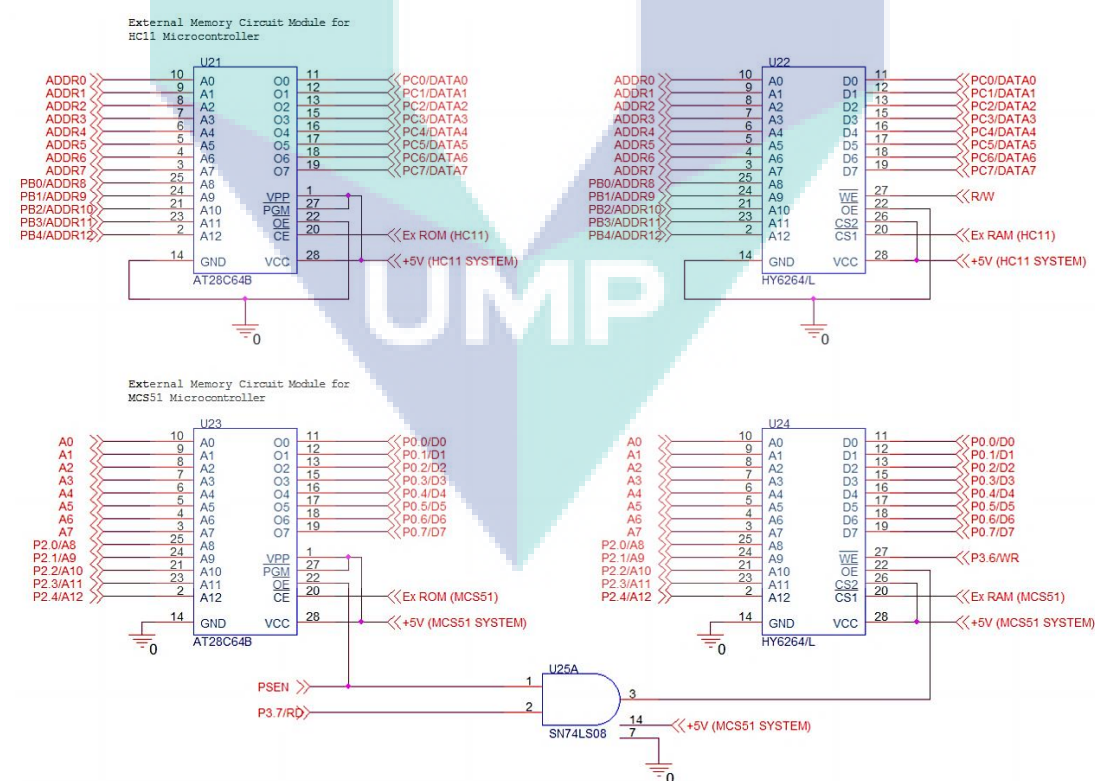 External Memory Circuit Module for
HC11 Microcontroller
U21
ADDR0 10 A0 O0 11 PC0/DATA0
ADDR1 9 A1 O1 12 PC1/DATA1
ADDR2 8 A2 O2 13 PC2/DATA2
ADDR3 7 A3 O3 15 PC3/DATA3
ADDR4 6 A4 O4 16 PC4/DATA4
ADDR5 5 A5 O5 17 PC5/DATA5
ADDR6 4 A6 O6 18 PC6/DATA6
ADDR7 3 A7 O7 19 PC7/DATA7
PB0/ADDR8 25 A8
PB1/ADDR9 24 A9 VPP 1
PB2/ADDR10 21 A10 PGM 27
PB3/ADDR11 23 A11 OE 22
PB4/ADDR12 2 A12 CE 20 Ex ROM (HC11)
14 GND VCC 28 +5V (HC11 SYSTEM)
AT28C64B
0
U22
ADDR0 10 A0 D0 11 PC0/DATA0
ADDR1 9 A1 D1 12 PC1/DATA1
ADDR2 8 A2 D2 13 PC2/DATA2
ADDR3 7 A3 D3 15 PC3/DATA3
ADDR4 6 A4 D4 16 PC4/DATA4
ADDR5 5 A5 D5 17 PC5/DATA5
ADDR6 4 A6 D6 18 PC6/DATA6
ADDR7 3 A7 D7 19 PC7/DATA7
PB0/ADDR8 25 A8
PB1/ADDR9 24 A9 WE 27 R/W
PB2/ADDR10 21 A10 OE 22
PB3/ADDR11 23 A11 CS2 26
PB4/ADDR12 2 A12 CS1 20 Ex RAM (HC11)
14 GND VCC 28 +5V (HC11 SYSTEM)
HY6264/L
0
UMP
External Memory Circuit Module for
MCS51 Microcontroller
U23
A0 10 A0 O0 11 P0.0/D0
A1 9 A1 O1 12 P0.1/D1
A2 8 A2 O2 13 P0.2/D2
A3 7 A3 O3 15 P0.3/D3
A4 6 A4 O4 16 P0.4/D4
A5 5 A5 O5 17 P0.5/D5
A6 4 A6 O6 18 P0.6/D6
A7 3 A7 O7 19 P0.7/D7
P2.0/A8 25 A8
P2.1/A9 24 A9 VPP 1
P2.2/A10 21 A10 PGM 27
P2.3/A11 23 A11 OE 22
P2.4/A12 2 A12 CE 20 Ex ROM (MCS51)
14 GND VCC 28 +5V (MCS51 SYSTEM)
AT28C64B
0
U24
A0 10 A0 D0 11 P0.0/D0
A1 9 A1 D1 12 P0.1/D1
A2 8 A2 D2 13 P0.2/D2
A3 7 A3 D3 15 P0.3/D3
A4 6 A4 D4 16 P0.4/D4
A5 5 A5 D5 17 P0.5/D5
A6 4 A6 D6 18 P0.6/D6
A7 3 A7 D7 19 P0.7/D7
P2.0/A8 25 A8
P2.1/A9 24 A9 WE 27 P3.6/WR
P2.2/A10 21 A10 OE 22
P2.3/A11 23 A11 CS2 26
P2.4/A12 2 A12 CS1 20 Ex RAM (MCS51)
14 GND VCC 28 +5V (MCS51 SYSTEM)
HY6264/L
0
U25A
PSEN 1
3
P3.7/RD 2
14 +5V (MCS51 SYSTEM)
SN74LS08 7
0